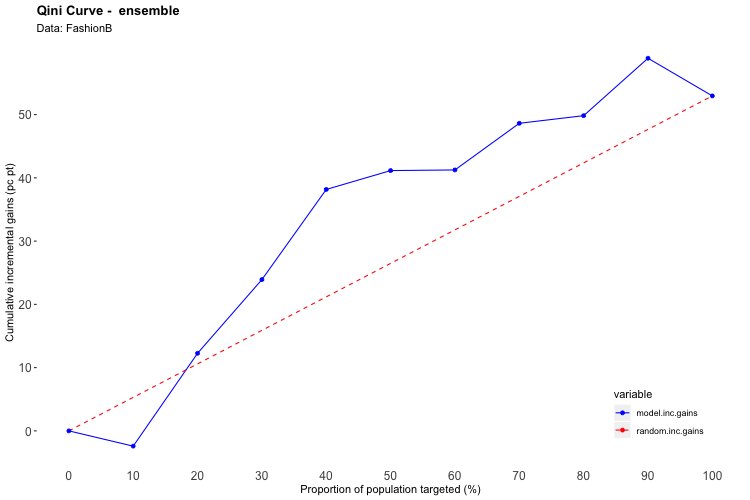 Qini Curve -  ensemble
Data: FashionB
Cumulative incremental gains (pc pt)
50
40
30
20
10
0
variable
model.inc.gains
random.inc.gains
0 10 20 30 40 50 60 70 80 90 100
Proportion of population targeted (%)